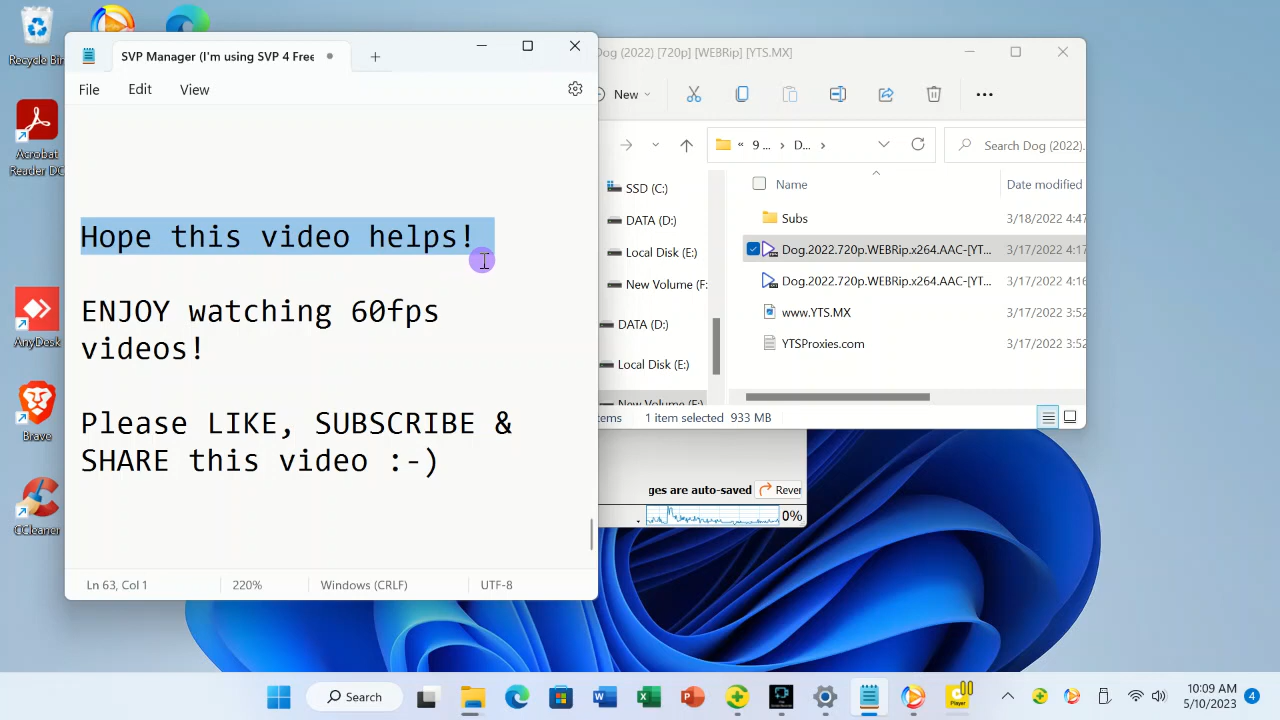 Recycle Bin
Acrobat
Reader DC
AnyDesk
Brave
CCleaner
SVP Manager (I'm using SVP 4 Free
File
Edit
View
Hope this video helps!
ENJOY watching 60fps
videos!
Please LIKE, SUBSCRIBE &
SHARE this video :-)
Ln 63, Col 1
220%
Windows (CRLF)
UTF-8
Dog (2022) [720p] [WEBRip] [YTS.MX]
New
« 9 ... › D... ›
Search Dog (2022).
SSD (C:)
DATA (D:)
Local Disk (E:)
New Volume (F:
DATA (D:)
Local Disk (E:)
New Volume (F:)
Name
Date modified
Subs
3/18/2022 4:47
Dog.2022.720p.WEBRip.x264.AAC-[YT...
3/17/2022 4:17
Dog.2022.720p.WEBRip.x264.AAC-[YT...
3/17/2022 4:16
www.YTS.MX
3/17/2022 3:52
YTSProxies.com
3/17/2022 3:52
ems
1 item selected 933 MB
ges are auto-saved
Rever
0%
Search
Player
10:09 AM
5/10/2023
4